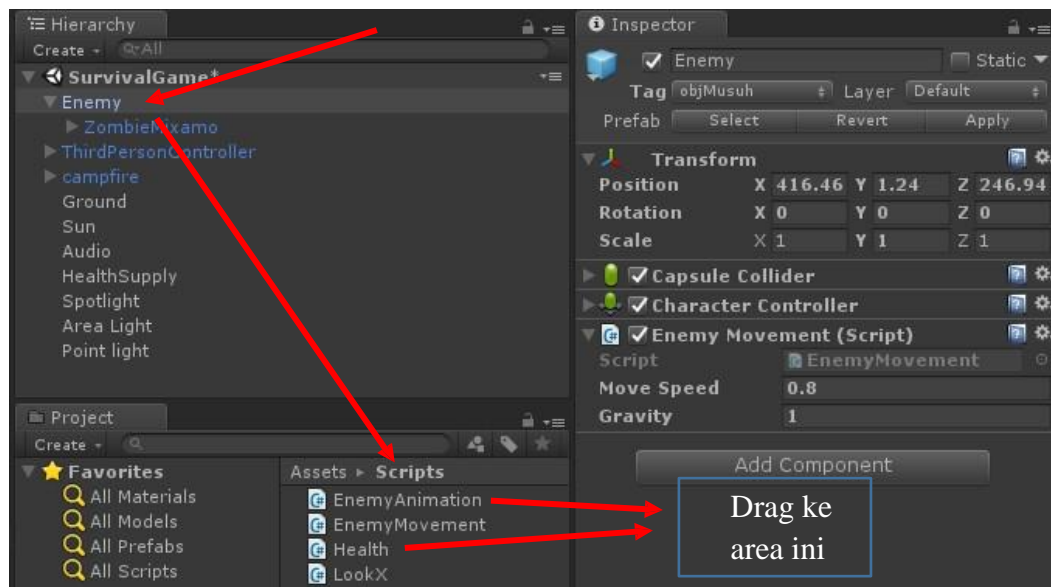 Hierarchy
Create All
SurvivalGame*
Enemy
ZombieMixamo
ThirdPersonController
campfire
Ground
Sun
Audio
HealthSupply
Spotlight
Area Light
Point light
Project
Create
Favorites
All Materials
All Models
All Prefabs
All Scripts
Assets Scripts
EnemyAnimation
EnemyMovement
Health
LookX
Inspector
Enemy Static
Tag objMusuh Layer Default
Prefab Select Revert Apply
Transform
Position X 416.46 Y 1.24 Z 246.94
Rotation X 0 Y 0 Z 0
Scale X 1 Y 1 Z 1
Capsule Collider
Character Controller
Enemy Movement (Script)
Script EnemyMovement
Move Speed 0.8
Gravity 1
Add Component
Drag ke
area ini